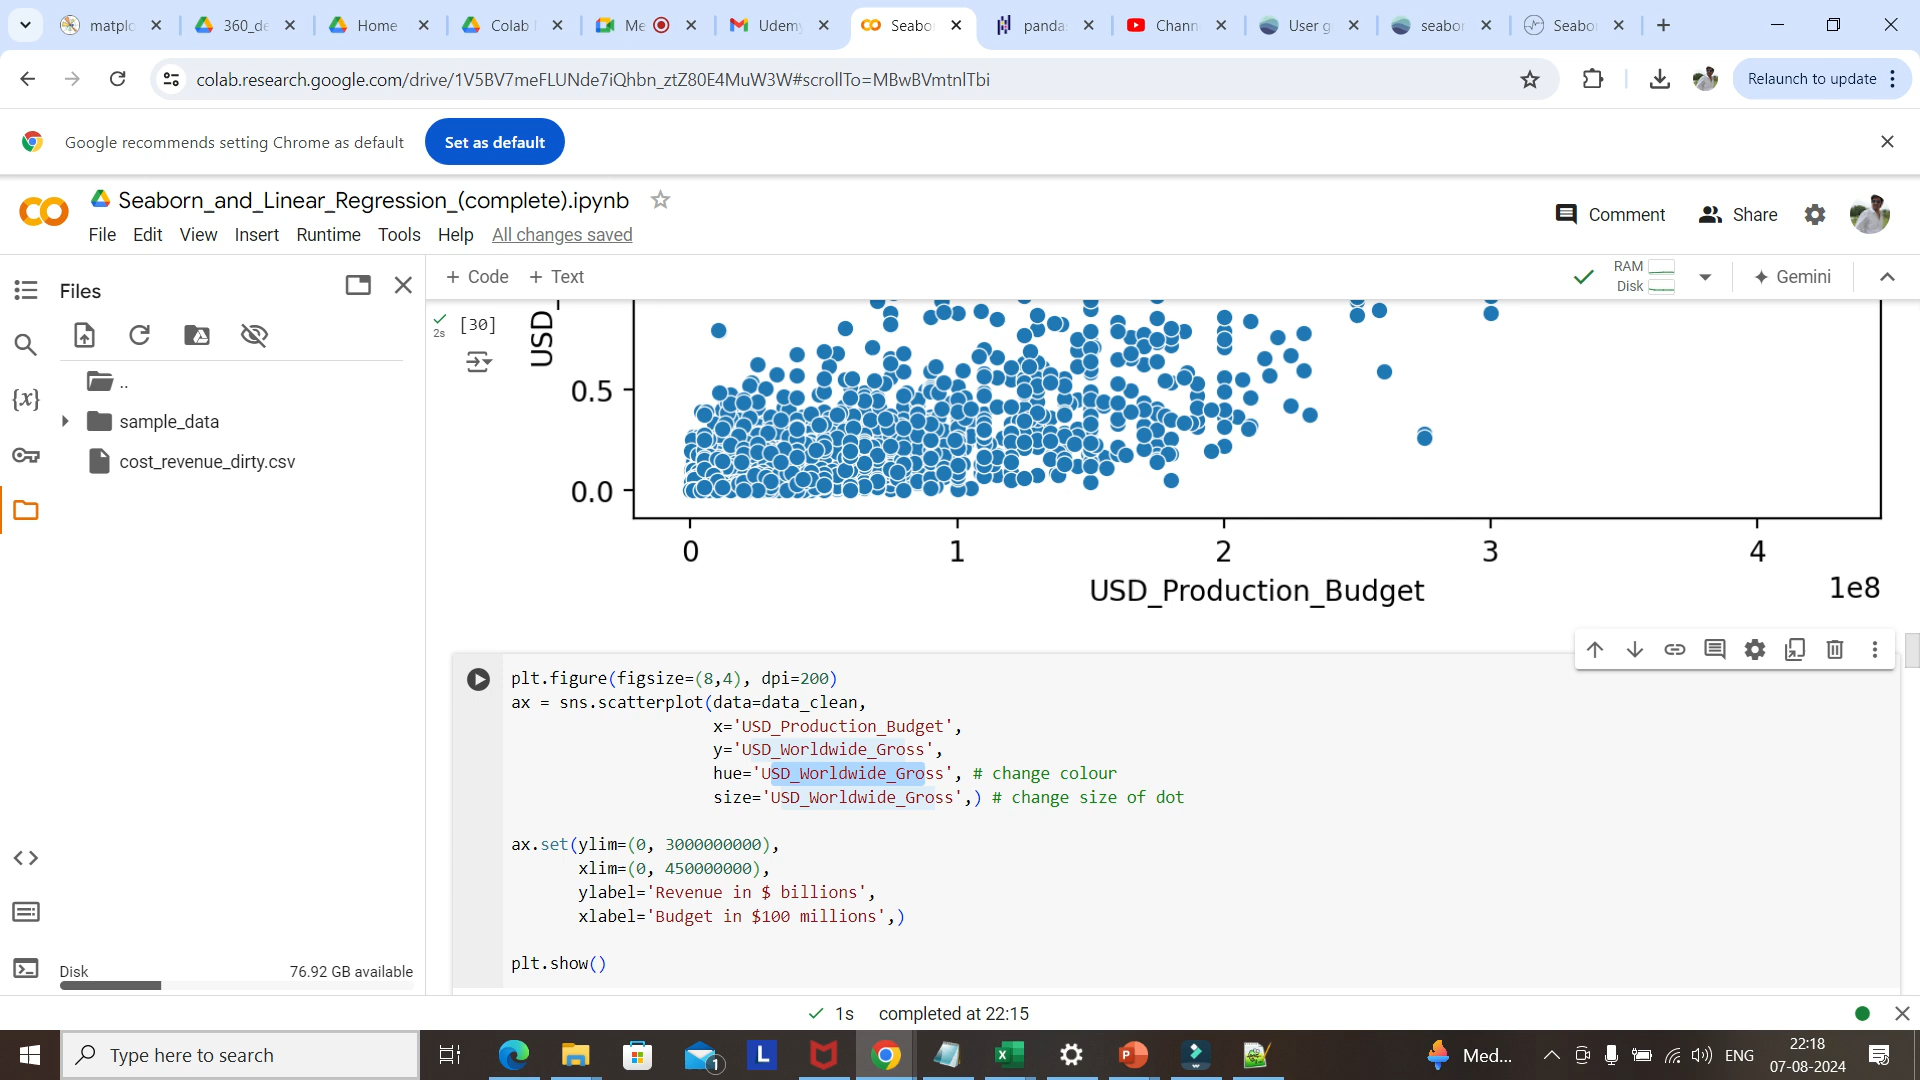 matplo
360_de
Home
Colab
Me
Udemy
Seabor
panda
Chann
User g
seabor
Seabo
colab.research.google.com/drive/1V5BV7meFLUNde7iQhbn_ztZ80E4MuW3W#scrollTo=MBwBVmtnlTbi
Relaunch to update
Google recommends setting Chrome as default
Set as default
Seaborn_and_Linear_Regression_(complete).ipynb
Comment
Share
File Edit View Insert Runtime Tools Help All changes saved
Files
+ Code + Text
RAM
Disk
Gemini
..
sample_data
cost_revenue_dirty.csv
{x}
2s
[30]
USD_
0.5
0.0
0 1 2 3 4
USD_Production_Budget
1e8
plt.figure(figsize=(8,4), dpi=200)
ax = sns.scatterplot(data=data_clean,
x='USD_Production_Budget',
y='USD_Worldwide_Gross',
hue='USD_Worldwide_Gross', # change colour
size='USD_Worldwide_Gross',) # change size of dot
ax.set(ylim=(0, 3000000000),
xlim=(0, 450000000),
ylabel='Revenue in $ billions',
xlabel='Budget in $100 millions',)
plt.show()
Disk 76.92 GB available
1s completed at 22:15
Type here to search
1
L
Med...
ENG
22:18
07-08-2024